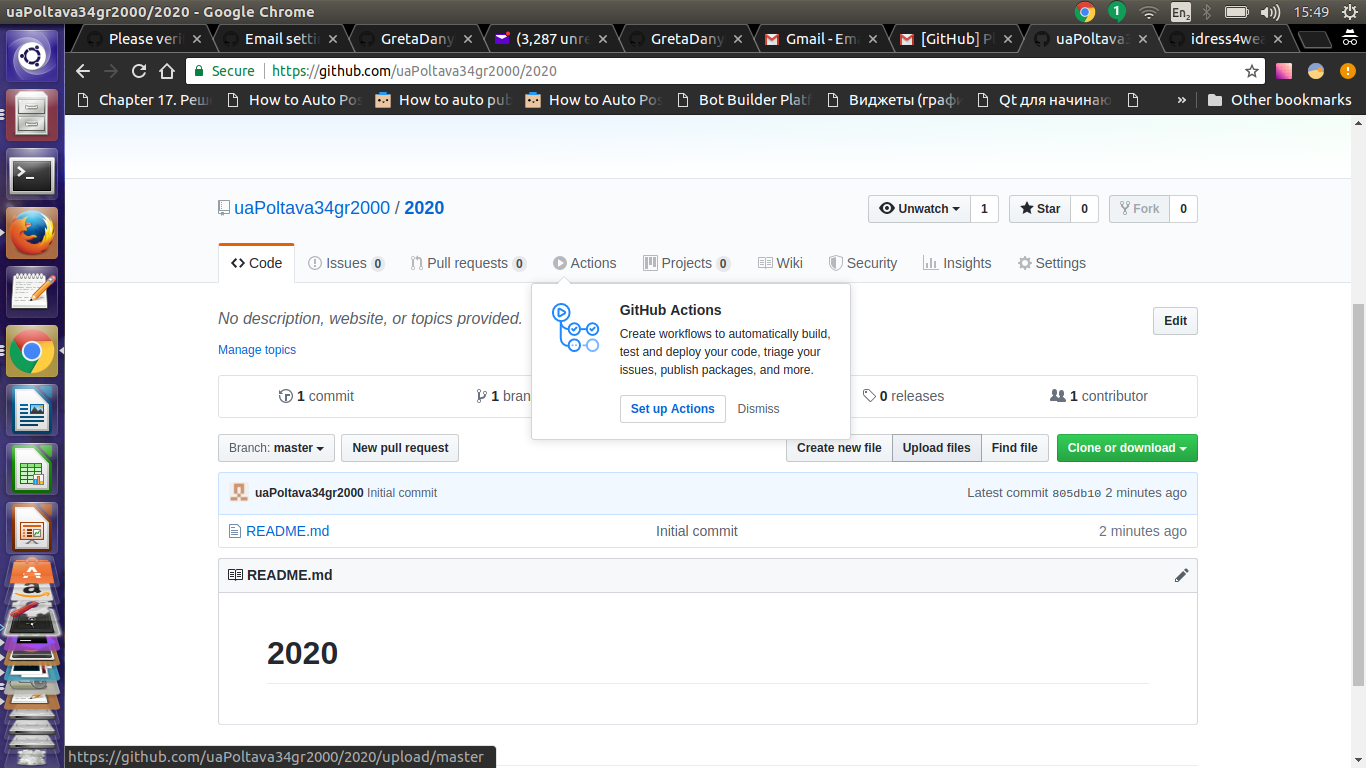 uaPoltava34gr2000/2020 - Google Chrome
1 En2 15:49
Please veri Email setti GretaDany (3,287 unre GretaDany Gmail - Ema [GitHub] Pl uaPoltava3 idress4wea
Secure https://github.com/uaPoltava34gr2000/2020
Chapter 17. Реше How to Auto Pos How to auto pub How to Auto Pos Bot Builder Platf Виджеты (графи Qt для начинаю » Other bookmarks
uaPoltava34gr2000 / 2020
Unwatch 1 Star 0 Fork 0
Code Issues 0 Pull requests 0 Actions Projects 0 Wiki Security Insights Settings
No description, website, or topics provided.
Edit
Manage topics
GitHub Actions
Create workflows to automatically build,
test and deploy your code, triage your
issues, publish packages, and more.
Set up Actions Dismiss
1 commit 1 bran 0 releases 1 contributor
Branch: master New pull request Create new file Upload files Find file Clone or download
uaPoltava34gr2000 Initial commit Latest commit 805db10 2 minutes ago
README.md Initial commit 2 minutes ago
README.md
2020
https://github.com/uaPoltava34gr2000/2020/upload/master